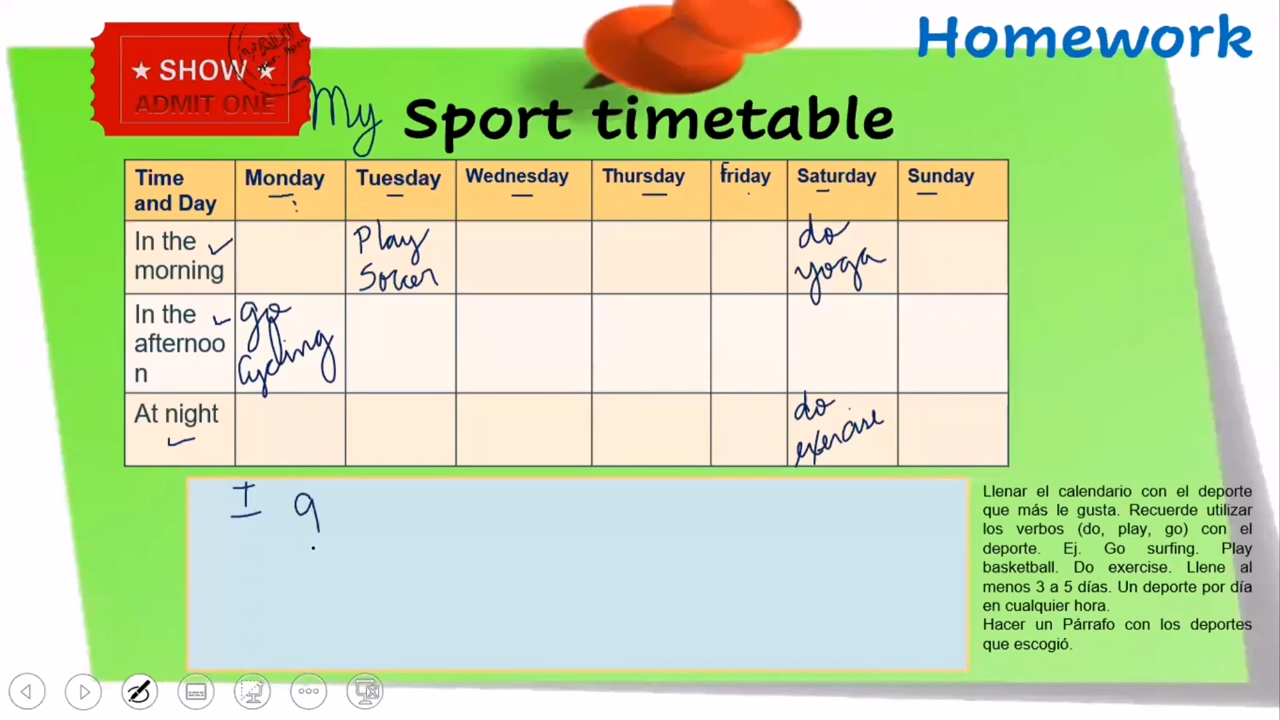 Homework
★ SHOW ★
ADMIT ONE
My Sport timetable
Time and Day Monday Tuesday Wednesday Thursday friday Saturday Sunday
In the morning
Play
Soccer
do
yoga
In the
afternoo
n
go
Cycling
At night
do
exercise
I g
Llenar el calendario con el deporte
que más le gusta. Recuerde utilizar
los verbos (do, play, go) con el
deporte. Ej. Go surfing. Play
basketball. Do exercise. Llene al
menos 3 a 5 días. Un deporte por día
en cualquier hora.
Hacer un Párrafo con los deportes
que escogió.